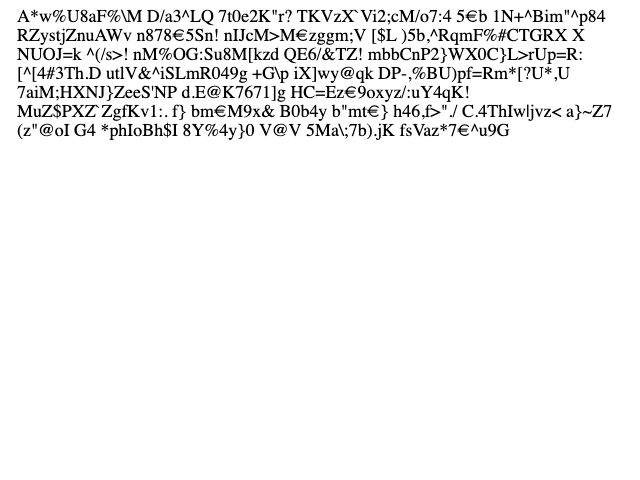 A*w%U8aF%\M D/a3^LQ 7t0e2K"r? TKVzX`Vi2;cM/o7:4 5€b 1N+^Bim"^p84
RZystjZnuAWv n878€5Sn! nIJcM>M€zggm;V [$L )5b,^RqmF%#CTGRX X
NUOJ=k ^(/s>! nM%OG:Su8M[kzd QE6/&TZ! mbbCnP2}WX0C}L>rUp=R:
[^[4#3Th.D utlV&^iSLmR049g +G\p iX]wy@qk DP-,%BU)pf=Rm*[?U*,U
7aiM;HXNJ}ZeeS'NP d.E@K7671]g HC=Ez€9oxyz/:uY4qK!
MuZ$PXZ`ZgfKv1:. f} bm€M9x& B0b4y b"mt€} h46,f>"./ C.4ThIw|jvz< a}~Z7
(z"@oI G4 *phIoBh$I 8Y%4y}0 V@V 5Ma\;7b).jK fsVaz*7€^u9G